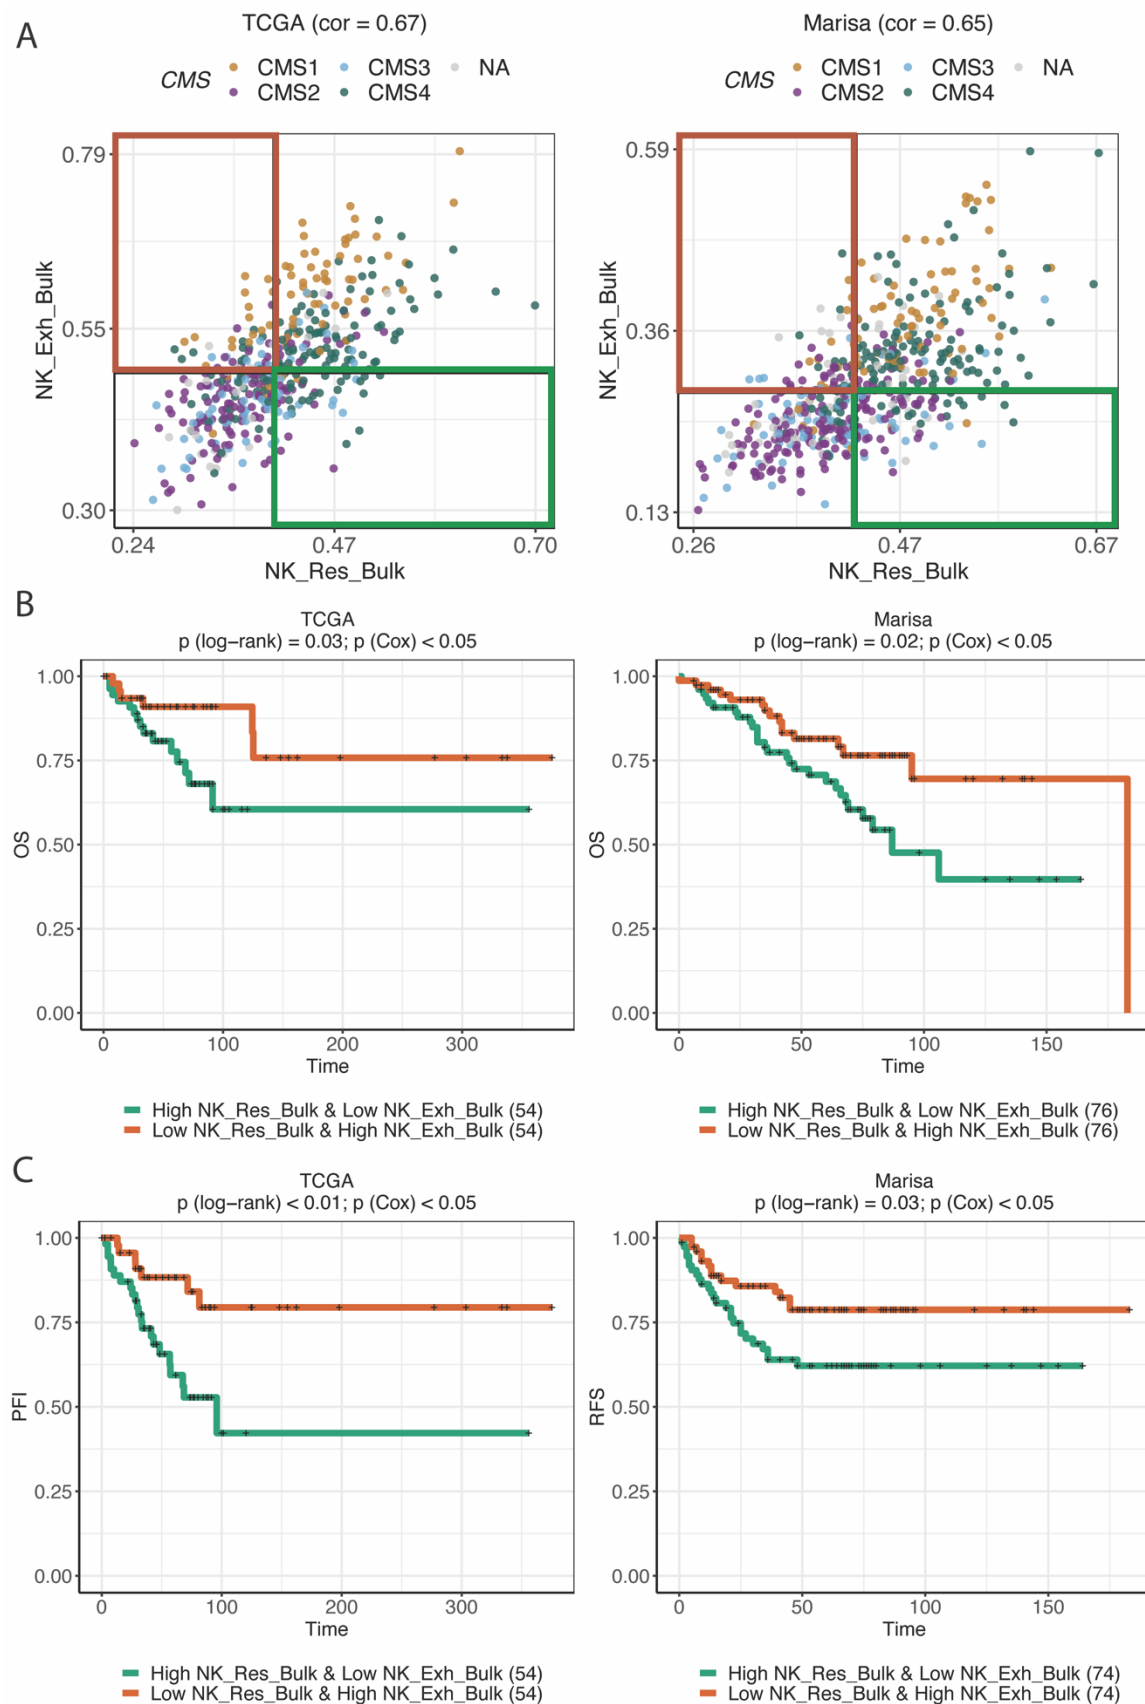 A
TCGA (cor = 0.67)
CMS
CMS1
CMS3
NA
CMS2
CMS4
0.79
0.55
0.30
NK_Exh_Bulk
0.24
0.47
0.70
NK_Res_Bulk
Marisa (cor = 0.65)
CMS
CMS1
CMS3
NA
CMS2
CMS4
0.59
0.36
0.13
NK_Exh_Bulk
0.26
0.47
0.67
NK_Res_Bulk
B
TCGA
p (log−rank) = 0.03; p (Cox) < 0.05
1.00
0.75
0.50
0.25
0.00
OS
0
100
200
300
Time
High NK_Res_Bulk & Low NK_Exh_Bulk (54)
Low NK_Res_Bulk & High NK_Exh_Bulk (54)
Marisa
p (log−rank) = 0.02; p (Cox) < 0.05
1.00
0.75
0.50
0.25
0.00
OS
0
50
100
150
Time
High NK_Res_Bulk & Low NK_Exh_Bulk (76)
Low NK_Res_Bulk & High NK_Exh_Bulk (76)
C
TCGA
p (log−rank) < 0.01; p (Cox) < 0.05
1.00
0.75
0.50
0.25
0.00
PFI
0
100
200
300
Time
High NK_Res_Bulk & Low NK_Exh_Bulk (54)
Low NK_Res_Bulk & High NK_Exh_Bulk (54)
Marisa
p (log−rank) = 0.03; p (Cox) < 0.05
1.00
0.75
0.50
0.25
0.00
RFS
0
50
100
150
Time
High NK_Res_Bulk & Low NK_Exh_Bulk (74)
Low NK_Res_Bulk & High NK_Exh_Bulk (74)